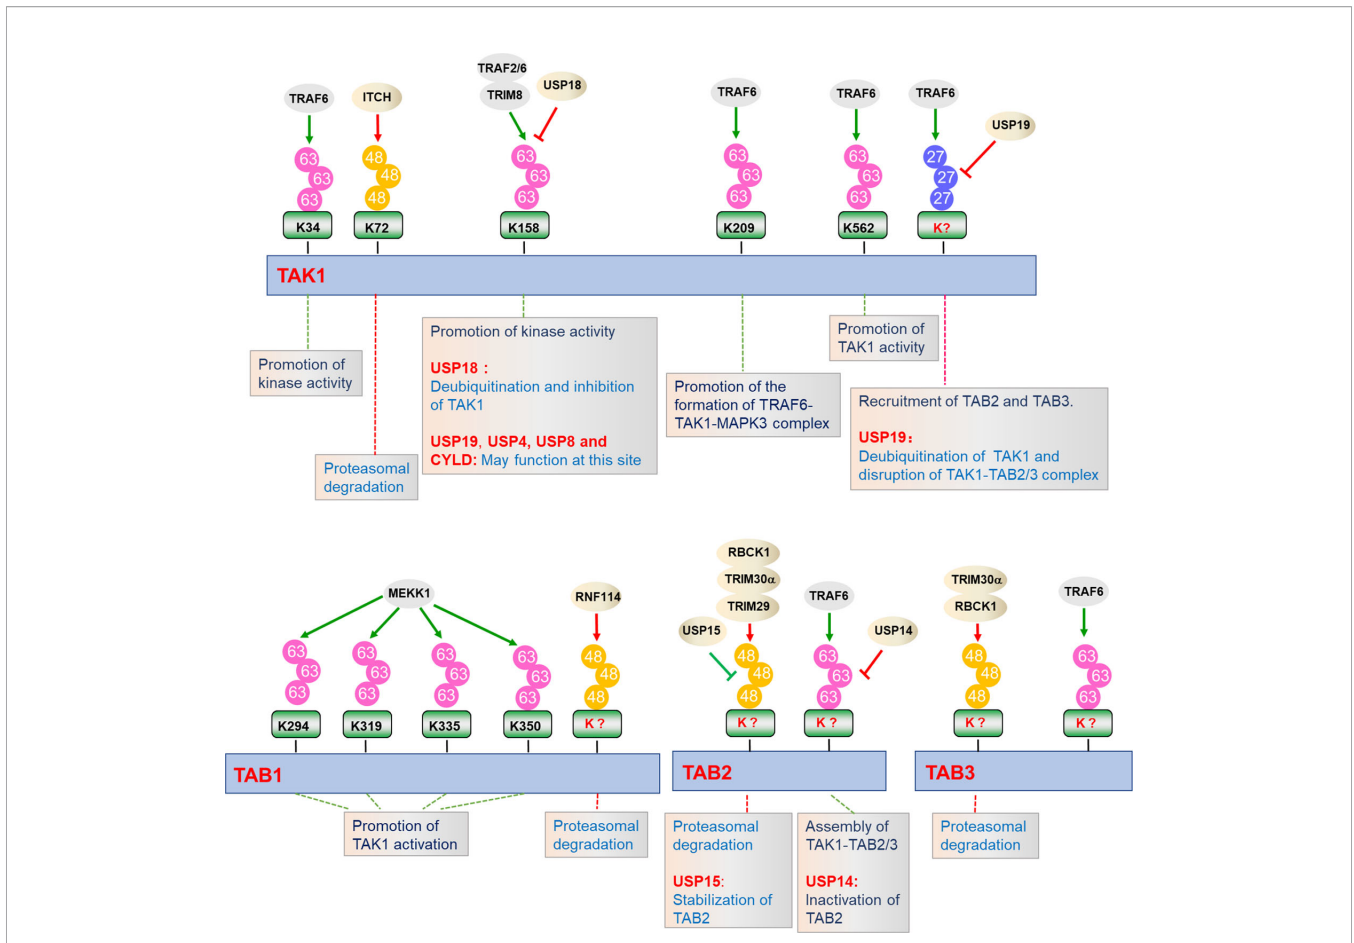 TRAF6
ITCH
TRAF2/6
TRIM8
USP18
TRAF6
TRAF6
TRAF6
USP19
63
63
63
48
48
48
63
63
63
63
63
63
63
63
63
27
27
27
K34
K72
K158
K209
K562
K?
TAK1
Promotion of
kinase activity
Proteasomal
degradation
Promotion of kinase activity
USP18 :
Deubiquitination and inhibition
of TAK1
USP19, USP4, USP8 and
CYLD: May function at this site
Promotion of the
formation of TRAF6-
TAK1-MAPK3 complex
Promotion of
TAK1 activity
Recruitment of TAB2 and TAB3.
USP19:
Deubiquitination of TAK1 and
disruption of TAK1-TAB2/3 complex
MEKK1
RNF114
63
63
63
63
63
63
63
63
63
63
63
63
48
48
48
K294
K319
K335
K350
K ?
TAB1
Promotion of
TAK1 activation
Proteasomal
degradation
RBCK1
TRIM30α
TRIM29
USP15
TRAF6
USP14
48
48
48
63
63
63
K ?
K ?
TAB2
Proteasomal
degradation
USP15:
Stabilization of
TAB2
Assembly of
TAK1-TAB2/3
USP14:
Inactivation of
TAB2
TRIM30α
RBCK1
TRAF6
48
48
48
63
63
63
K ?
K ?
TAB3
Proteasomal
degradation